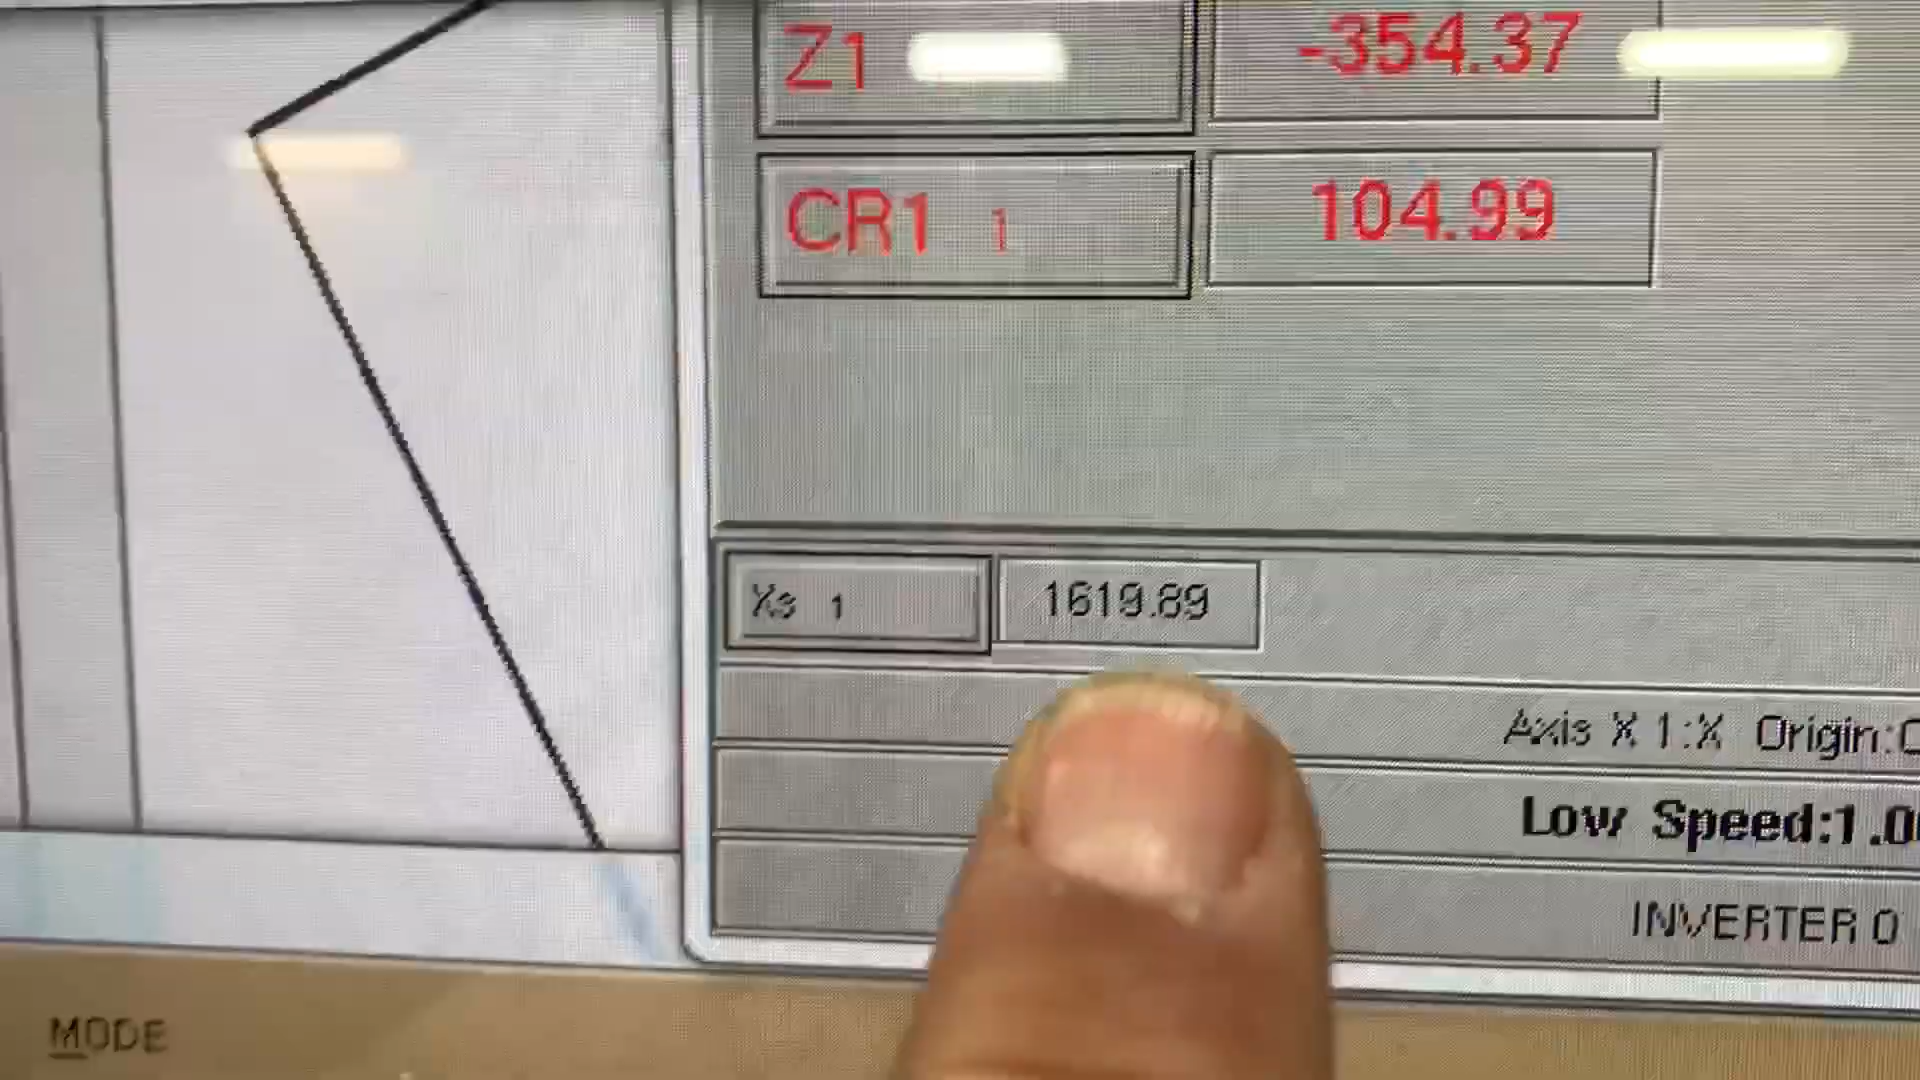 Z1 -354.37
CR1 1 104.99
Xs 1 1619.89
Axis X 1:X Origin:
Low Speed:1.0
INVERTER 0
MODE